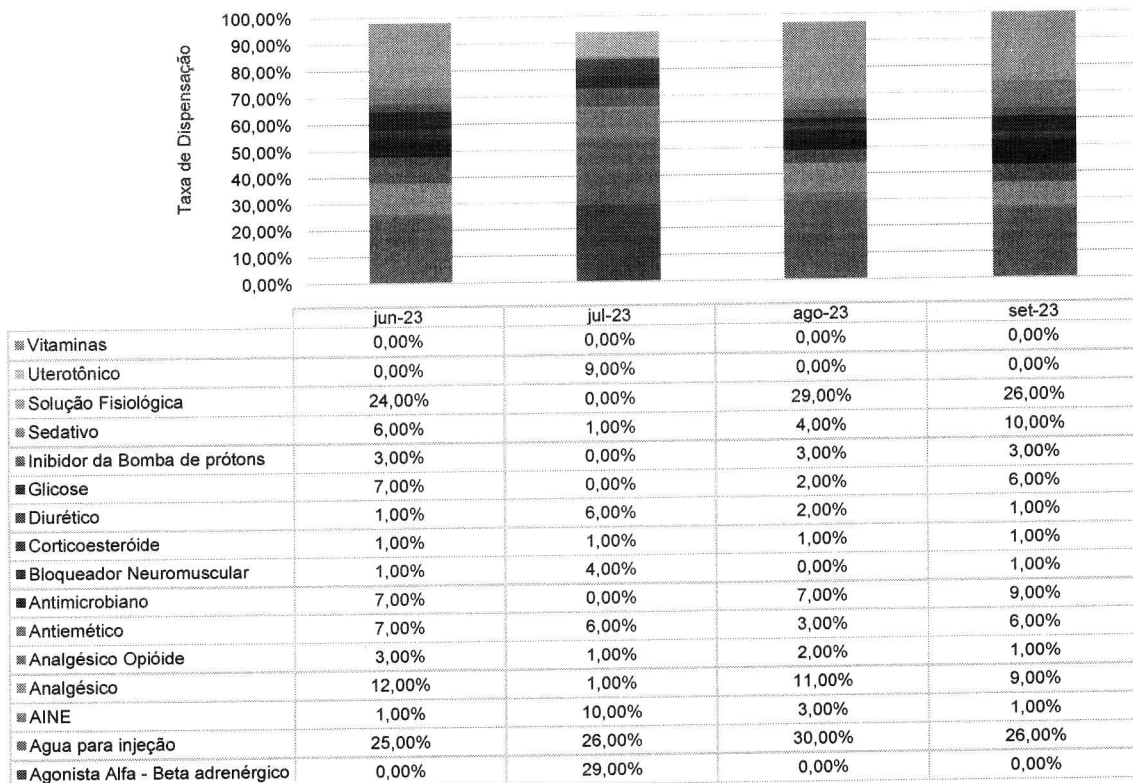 100,00%
90,00%
80,00%
70,00%
60,00%
50,00%
40,00%
30,00%
20,00%
10,00%
0,00%
Taxa de Dispensação
jun-23 jul-23 ago-23 set-23
Vitaminas 0,00% 0,00% 0,00% 0,00%
Uterotônico 0,00% 9,00% 0,00% 0,00%
Solução Fisiológica 24,00% 0,00% 29,00% 26,00%
Sedativo 6,00% 1,00% 4,00% 10,00%
Inibidor da Bomba de prótons 3,00% 0,00% 3,00% 3,00%
Glicose 7,00% 0,00% 2,00% 6,00%
Diurético 1,00% 6,00% 2,00% 1,00%
Corticoesteróide 1,00% 1,00% 1,00% 1,00%
Bloqueador Neuromuscular 1,00% 4,00% 0,00% 1,00%
Antimicrobiano 7,00% 0,00% 7,00% 9,00%
Antiemético 7,00% 6,00% 3,00% 6,00%
Analgésico Opióide 3,00% 1,00% 2,00% 1,00%
Analgésico 12,00% 1,00% 11,00% 9,00%
AINE 1,00% 10,00% 3,00% 1,00%
Agua para injeção 25,00% 26,00% 30,00% 26,00%
Agonista Alfa - Beta adrenérgico 0,00% 29,00% 0,00% 0,00%